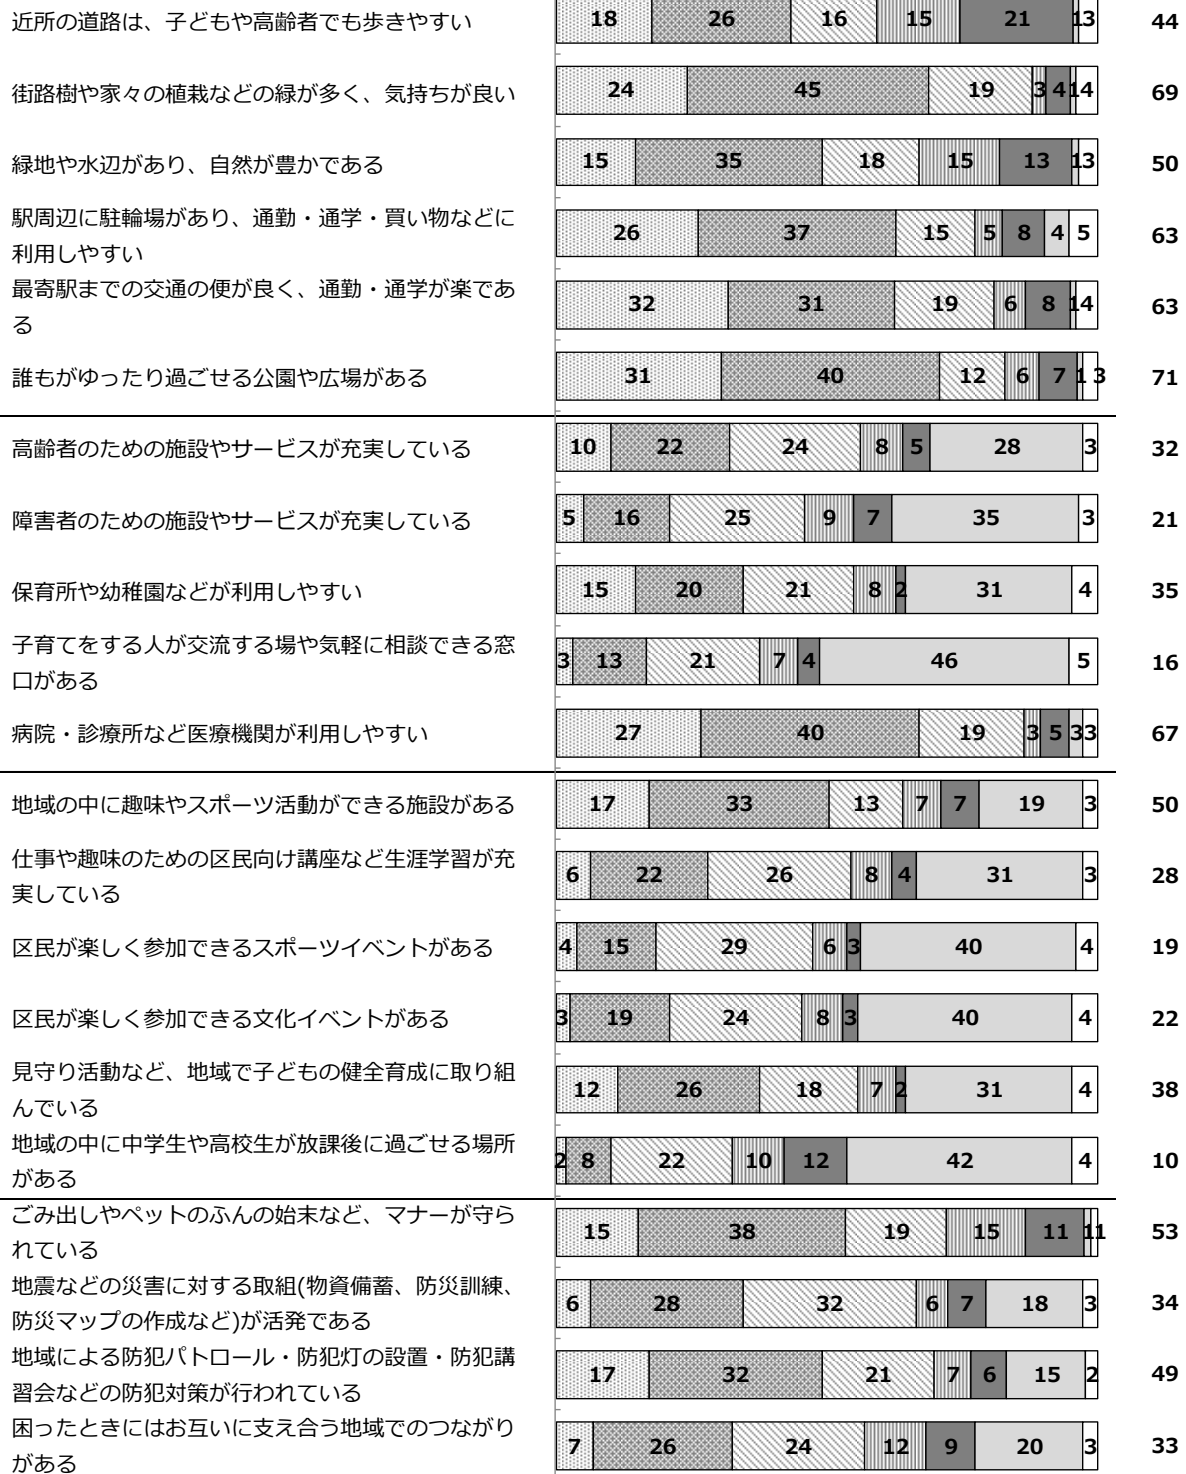 近所の道路は、子どもや高齢者でも歩きやすい 18 26 16 15 21 1 3 44
街路樹や家々の植栽などの緑が多く、気持ちが良い 24 45 19 3 4 1 4 69
緑地や水辺があり、自然が豊かである 15 35 18 15 13 1 3 50
駅周辺に駐輪場があり、通勤・通学・買い物などに
利用しやすい 26 37 15 5 8 4 5 63
最寄駅までの交通の便が良く、通勤・通学が楽であ
る 32 31 19 6 8 1 4 63
誰もがゆったり過ごせる公園や広場がある 31 40 12 6 7 1 3 71
高齢者のための施設やサービスが充実している 10 22 24 8 5 28 3 32
障害者のための施設やサービスが充実している 5 16 25 9 7 35 3 21
保育所や幼稚園などが利用しやすい 15 20 21 8 2 31 4 35
子育てをする人が交流する場や気軽に相談できる窓
口がある 3 13 21 7 4 46 5 16
病院・診療所など医療機関が利用しやすい 27 40 19 3 5 3 3 67
地域の中に趣味やスポーツ活動ができる施設がある 17 33 13 7 7 19 3 50
仕事や趣味のための区民向け講座など生涯学習が充
実している 6 22 26 8 4 31 3 28
区民が楽しく参加できるスポーツイベントがある 4 15 29 6 3 40 4 19
区民が楽しく参加できる文化イベントがある 3 19 24 8 3 40 4 22
見守り活動など、地域で子どもの健全育成に取り組
んでいる 12 26 18 7 2 31 4 38
地域の中に中学生や高校生が放課後に過ごせる場所
がある 2 8 22 10 12 42 4 10
ごみ出しやペットのふんの始末など、マナーが守ら
れている 15 38 19 15 11 1 1 53
地震などの災害に対する取組(物資備蓄、防災訓練、
防災マップの作成など)が活発である 6 28 32 6 7 18 3 34
地域による防犯パトロール・防犯灯の設置・防犯講
習会などの防犯対策が行われている 17 32 21 7 6 15 2 49
困ったときにはお互いに支え合う地域でのつながり
がある 7 26 24 12 9 20 3 33